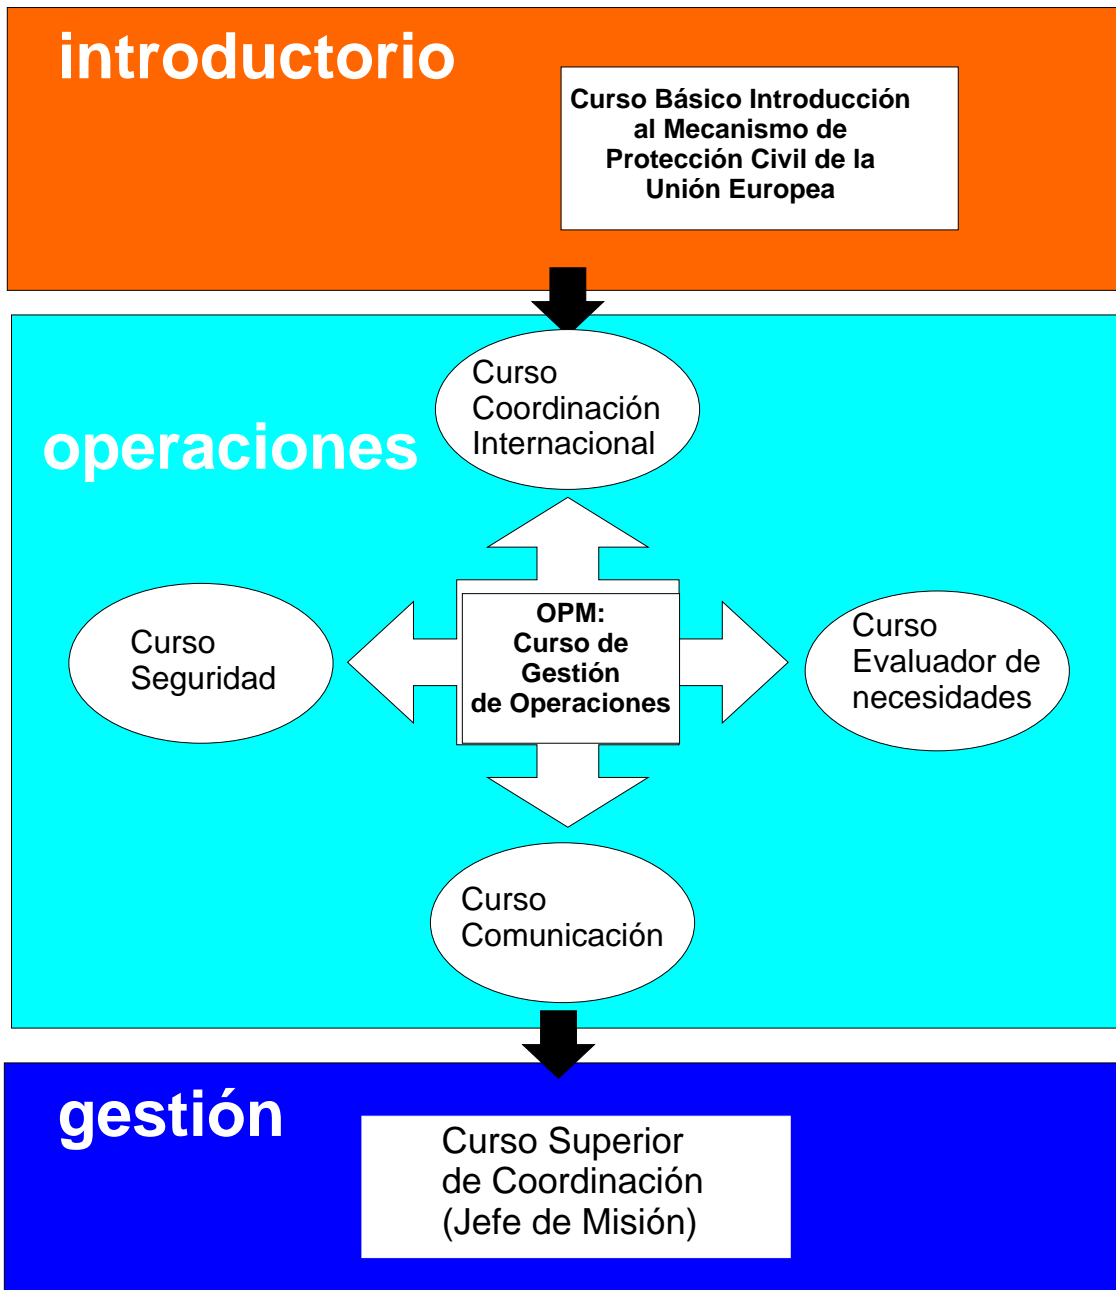 introductorio
Curso Básico Introducción
al Mecanismo de
Protección Civil de la
Unión Europea
Curso
Coordinación
Internacional
operaciones
OPM:
Curso de
Gestión
de Operaciones
Curso
Seguridad
Curso
Evaluador de
necesidades
Curso
Comunicación
gestión
Curso Superior
de Coordinación
(Jefe de Misión)